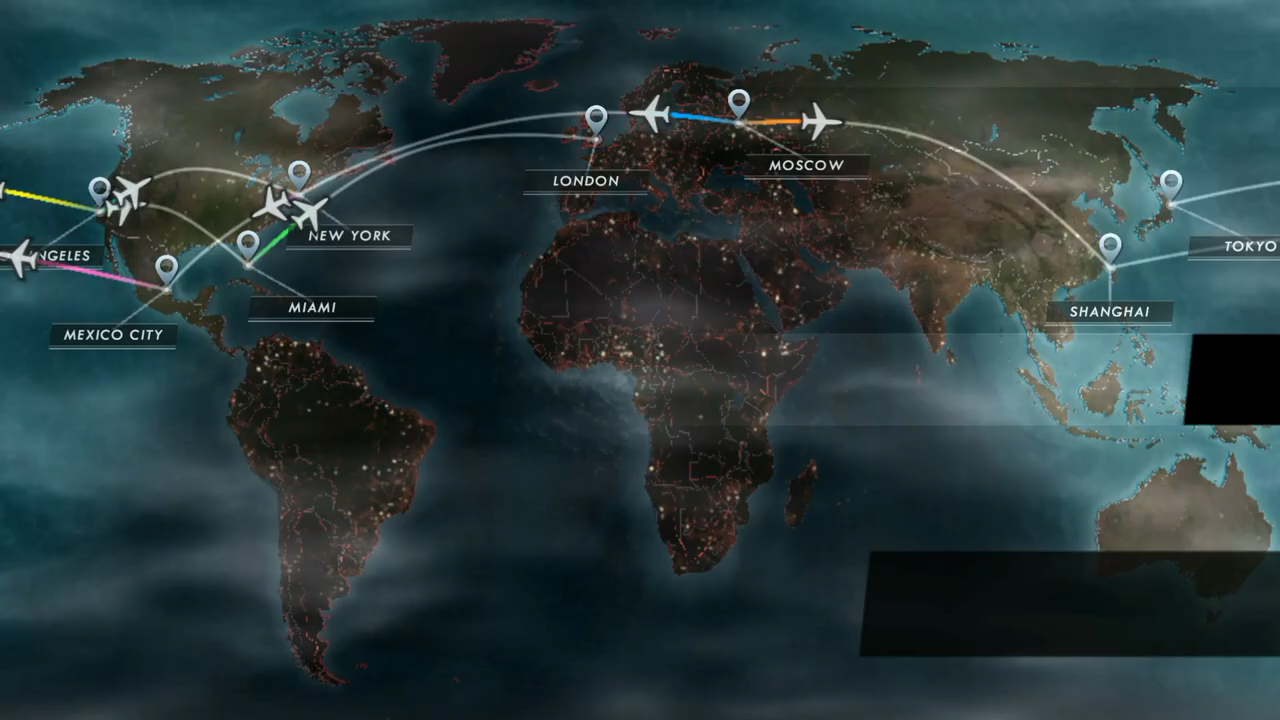 LONDON
MOSCOW
NEW YORK
TOKYO
NGELES
MIAMI
SHANGHAI
MEXICO CITY